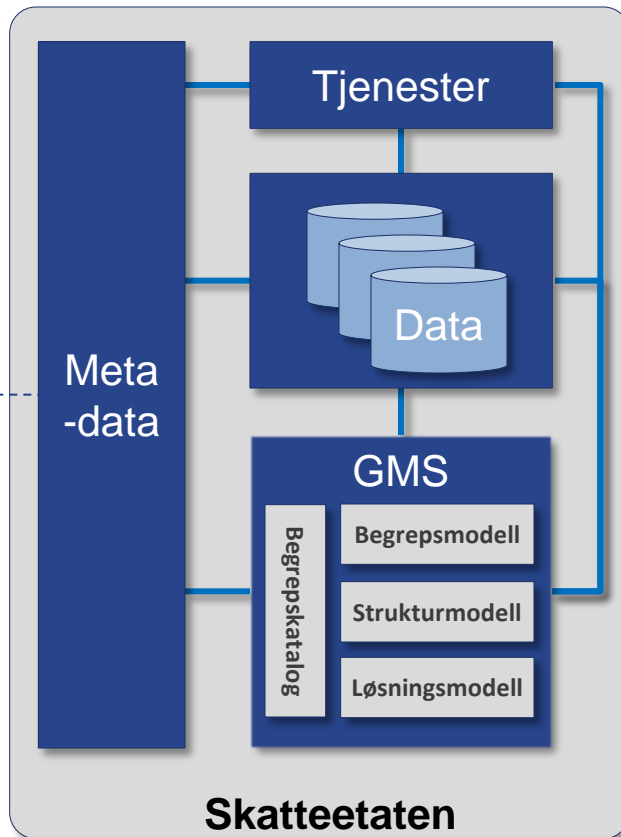 Tjenester
Data
Meta
-data
GMS
Begrepskatalog
Begrepsmodell
Strukturmodell
Løsningsmodell
Skatteetaten